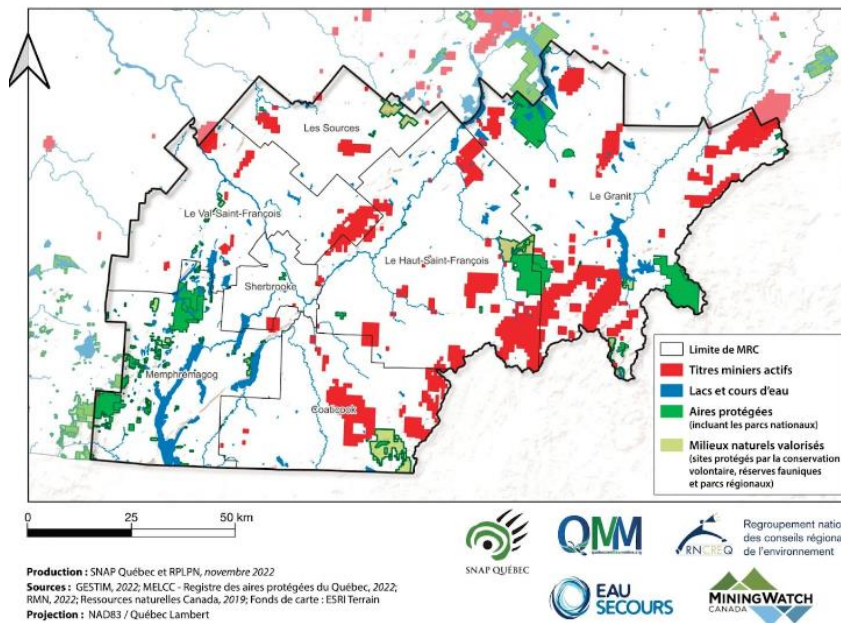 Les Sources
Le Granit
Le Val-Saint-François
Le Haut-Saint-François
Sherbrooke
Memphremagog
Coaticook
Limite de MRC
Titres miniers actifs
Lacs et cours d'eau
Aires protégées
(incluant les parcs nationaux)
Milieux naturels valorisés
(sites protégés par la conservation
volontaire, réserves fauniques
et parcs régionaux)
0 25 50 km
SNAP QUÉBEC
QMM
RNCREQ
Regroupement natio
des conseils régiona
de l'environnement
EAU
SECOURS
MININGWATCH
CANADA
Production : SNAP Québec et RPLPN, novembre 2022
Sources : GESTIM, 2022; MELCC - Registre des aires protégées du Québec, 2022;
RMN, 2022; Ressources naturelles Canada, 2019; Fonds de carte : ESRI Terrain
Projection : NAD83 / Québec Lambert